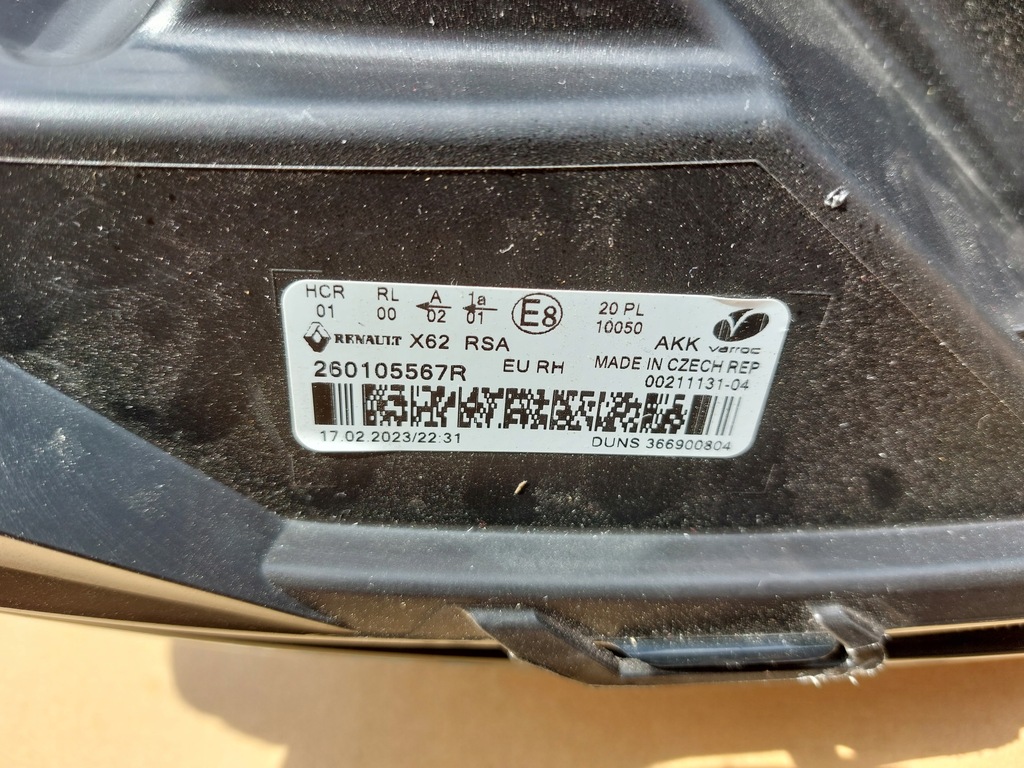 HCR RL A 1a E8 20 PL
01 00 02 01 10050
RENAULT X62 RSA AKK varroc
260105567R EU RH MADE IN CZECH REP
00211131-04
17.02.2023/22:31 DUNS 366900804